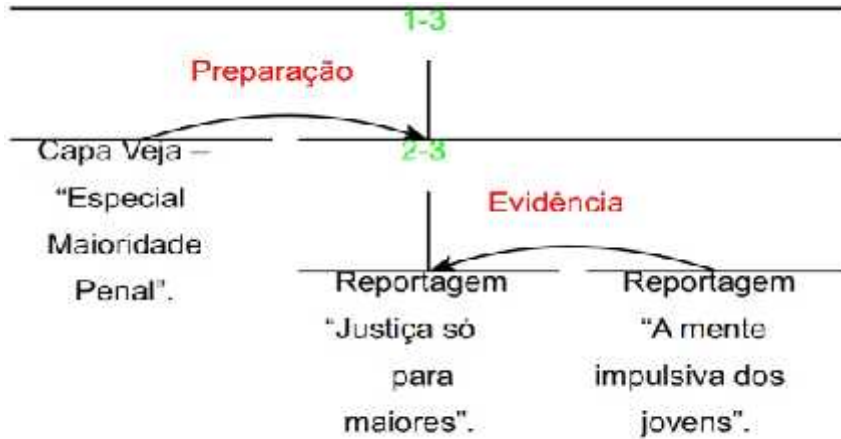 1-3
Preparação
Capa Veja –
“Especial
Maioridade
Penal”.
2-3
Evidência
Reportagem
“Justiça só
para
maiores”.
Reportagem
“A mente
impulsiva dos
jovens”.